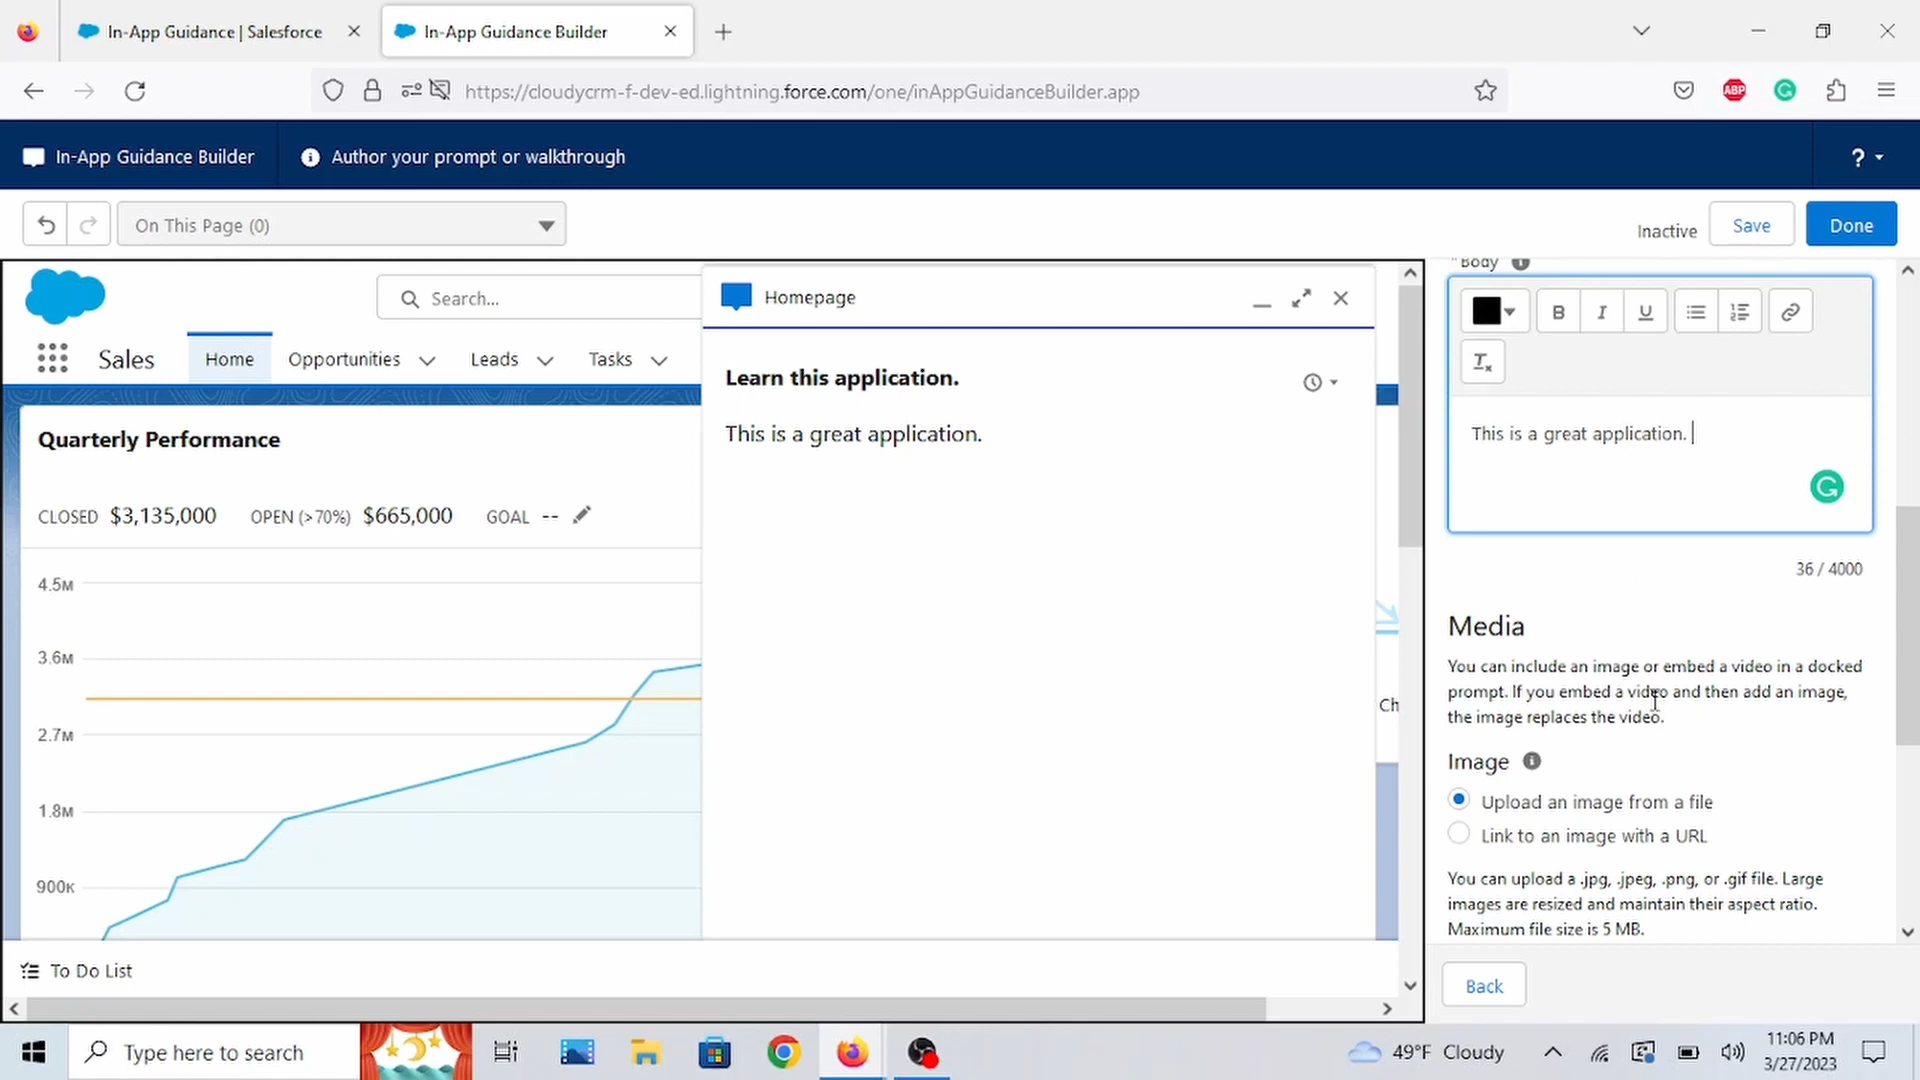 In-App Guidance | Salesforce
In-App Guidance Builder
https://cloudycrm-f-dev-ed.lightning.force.com/one/inAppGuidanceBuilder.app
ABP
In-App Guidance Builder
Author your prompt or walkthrough
?
On This Page (0)
Inactive
Save
Done
Search...
Sales
Home
Opportunities
Leads
Tasks
Quarterly Performance
CLOSED $3,135,000 OPEN (>70%) $665,000 GOAL --
4.5M
3.6M
2.7M
1.8M
900K
To Do List
Homepage
Learn this application.
This is a great application.
Ch
* Body
B I U
This is a great application.
36 / 4000
Media
You can include an image or embed a video in a docked
prompt. If you embed a video and then add an image,
the image replaces the video.
Image
Upload an image from a file
Link to an image with a URL
You can upload a .jpg, .jpeg, .png, or .gif file. Large
images are resized and maintain their aspect ratio.
Maximum file size is 5 MB.
Back
Type here to search
49°F Cloudy
11:06 PM
3/27/2023